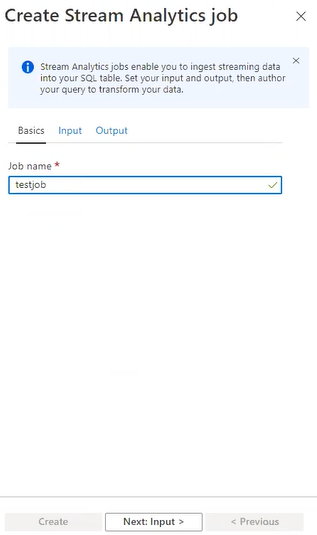 Create Stream Analytics job
Stream Analytics jobs enable you to ingest streaming data
into your SQL table. Set your input and output, then author
your query to transform your data.
Basics Input Output
Job name *
testjob
Create Next: Input > < Previous